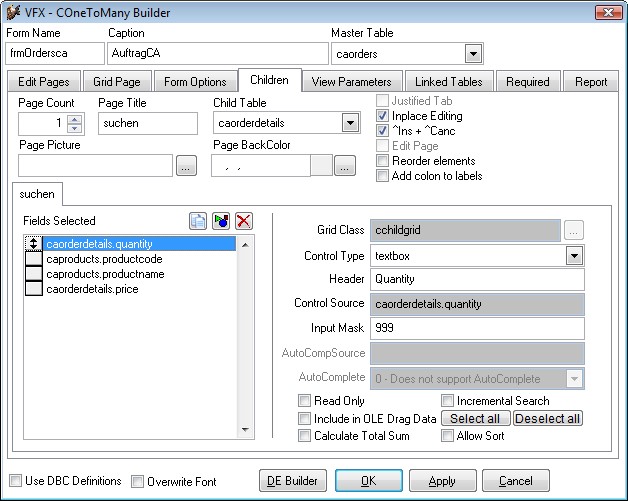 VFX - COneToMany Builder
Form Name Caption Master Table
frmOrdersca AuftragCA caorders
Edit Pages Grid Page Form Options Children View Parameters Linked Tables Required Report
Page Count Page Title Child Table Justified Tab
1 suchen caorderdetails Inplace Editing
^Ins + ^Canc
Page Picture Page BackColor Edit Page
, , Reorder elements
... ... Add colon to labels
suchen
Fields Selected
caorderdetails.quantity
caproducts.productcode
caproducts.productname
caorderdetails.price
Grid Class cchildgrid ...
Control Type textbox
Header Quantity
Control Source caorderdetails.quantity
Input Mask 999
AutoCompSource
AutoComplete 0 - Does not support AutoComplete
Read Only Incremental Search
Include in OLE Drag Data Select all Deselect all
Calculate Total Sum Allow Sort
Use DBC Definitions Overwrite Font DE Builder OK Apply Cancel